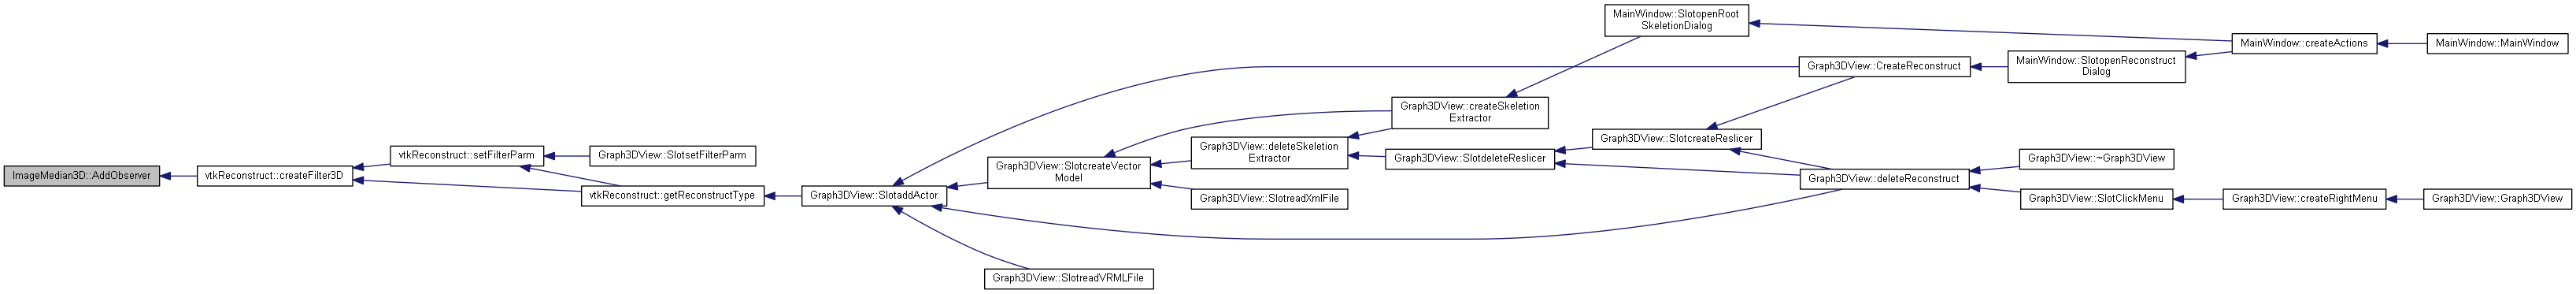 ImageMedian3D::AddObserver
vtkReconstruct::createFilter3D
vtkReconstruct::setFilterParm
Graph3DView::SlotsetFilterParm
vtkReconstruct::getReconstructType
Graph3DView::SlotaddActor
Graph3DView::SlotcreateVector
Model
Graph3DView::SlotreadVRMLFile
Graph3DView::createSkeletion
Extractor
Graph3DView::deleteSkeletion
Extractor
Graph3DView::SlotreadXmlFile
Graph3DView::SlotdeleteReslicer
Graph3DView::SlotcreateReslicer
MainWindow::SlotopenRoot
SkeletionDialog
Graph3DView::CreateReconstruct
Graph3DView::deleteReconstruct
MainWindow::SlotopenReconstruct
Dialog
Graph3DView::~Graph3DView
Graph3DView::SlotClickMenu
MainWindow::createActions
MainWindow::MainWindow
Graph3DView::createRightMenu
Graph3DView::Graph3DView